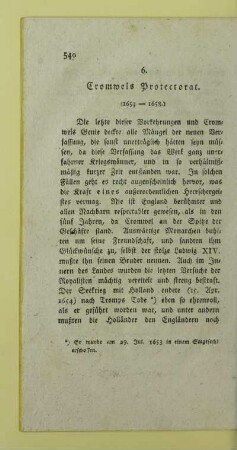 540
6.
Cromwels Protectorat.
(1653 — 1658.)
Die letzte dieser Vorkehrungen und Crom-
wels Genie deckte alle Mängel der neuen Ver-
fassung, die sonst unerträglich hätten seyn müs-
sen, da diese Verfassung das Werk ganz uner-
fahrner Kriegsmänner, und in so verhältniß-
mäßig kurzer Zeit entstanden war. In solchen
Fällen geht es recht augenscheinlich hervor, was
die Kraft eines außerordentlichen Herrscherge-
istes vermag. Nie ist England berühmter und
allen Nachbarn respectabler gewesen, als in den
fünf Jahren, da Cromwel an der Spitze der
Geschäfte stand. Auswärtige Monarchen buhl-
ten um seine Freundschaft, und sandten ihm
Glückwünsche zu, selbst der stolze Ludwig XIV.
mußte ihn seinen Bruder nennen. Auch im In-
nern des Landes wurden die letzten Versuche der
Royalisten mächtig vereitelt und streng bestraft.
Der Seekrieg mit Holland endete (15. Apr.
1654) nach Tromps Tode *) eben so ehrenvoll,
als er geführt worden war, und unter andern
mußten die Holländer den Engländern noch
*) Er wurde am 29. Jul. 1653 in einem Seegefecht
erschossen.